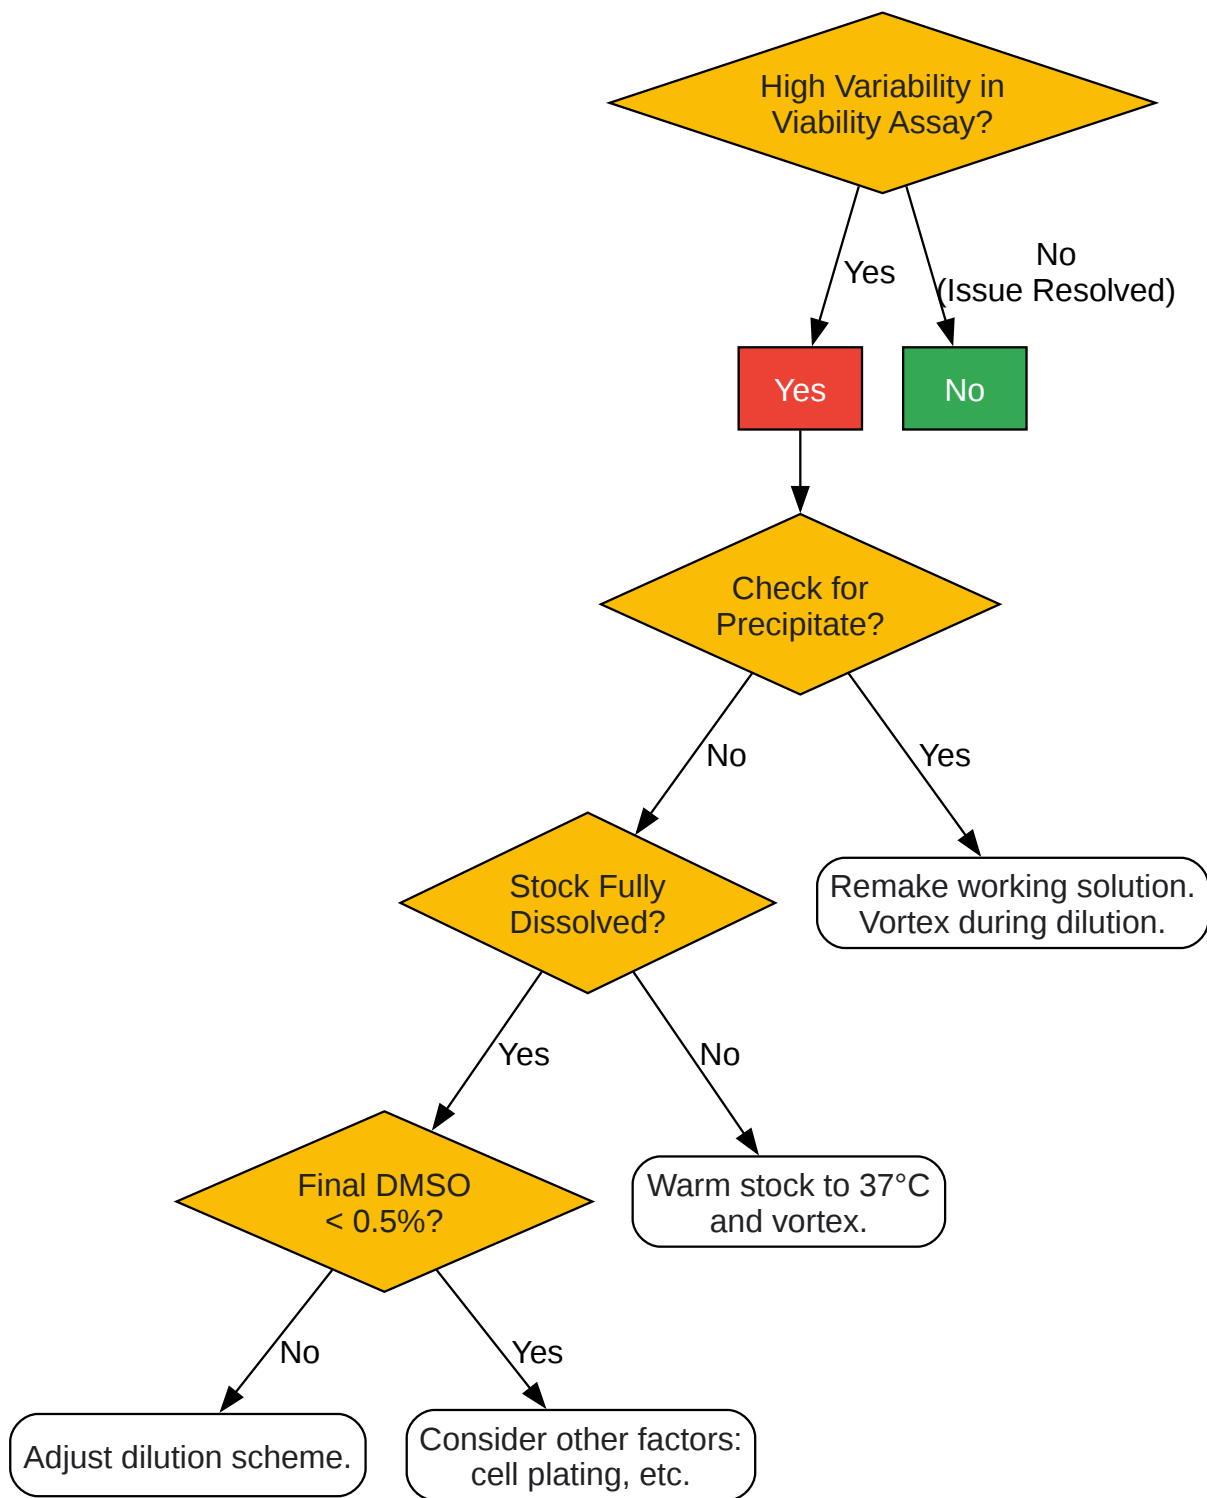 High Variability in
Viability Assay?
Yes
No
(Issue Resolved)
Yes
No
Check for
Precipitate?
No
Yes
Stock Fully
Dissolved?
Remake working solution.
Vortex during dilution.
Yes
No
Final DMSO
< 0.5%?
Warm stock to 37°C
and vortex.
No
Yes
Adjust dilution scheme.
Consider other factors:
cell plating, etc.